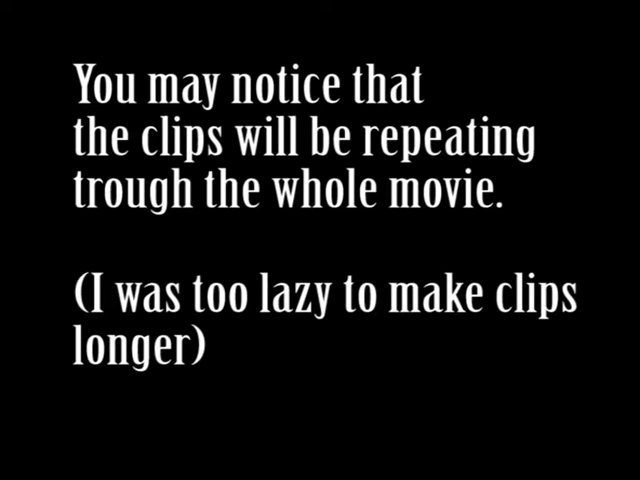 You may notice that
the clips will be repeating
trough the whole movie.
(I was too lazy to make clips
longer)